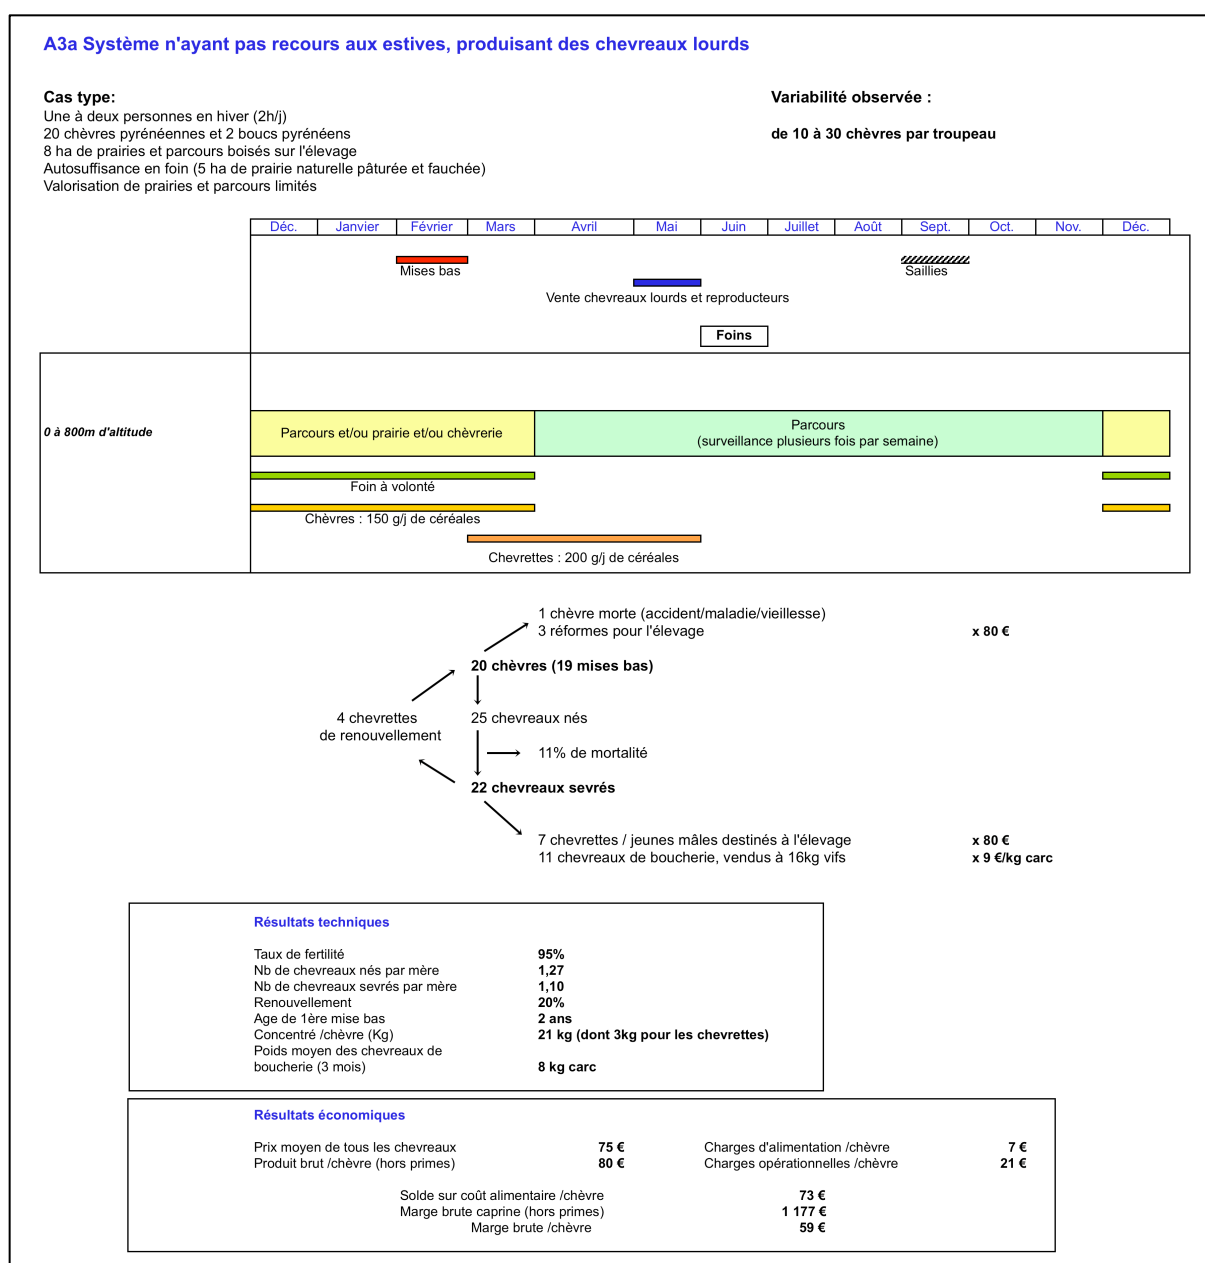 A3a Système n'ayant pas recours aux estives, produisant des chevreaux lourds
Cas type:
Variabilité observée :
Une à deux personnes en hiver (2h/j)
20 chèvres pyrénéennes et 2 boucs pyrénéens
de 10 à 30 chèvres par troupeau
8 ha de prairies et parcours boisés sur l'élevage
Autosuffisance en foin (5 ha de prairie naturelle pâturée et fauchée)
Valorisation de prairies et parcours limités
Déc. Janvier Février Mars Avril Mai Juin Juillet Août Sept. Oct. Nov. Déc.
Mises bas
Saillies
Vente chevreaux lourds et reproducteurs
Foins
0 à 800m d'altitude
Parcours et/ou prairie et/ou chèvrerie
Parcours
(surveillance plusieurs fois par semaine)
Foin à volonté
Chèvres : 150 g/j de céréales
Chevrettes : 200 g/j de céréales
1 chèvre morte (accident/maladie/vieillesse)
3 réformes pour l'élevage x 80 €
20 chèvres (19 mises bas)
4 chevrettes
de renouvellement
25 chevreaux nés
11% de mortalité
22 chevreaux sevrés
7 chevrettes / jeunes mâles destinés à l'élevage x 80 €
11 chevreaux de boucherie, vendus à 16kg vifs x 9 €/kg carc
Résultats techniques
Taux de fertilité 95%
Nb de chevreaux nés par mère 1,27
Nb de chevreaux sevrés par mère 1,10
Renouvellement 20%
Age de 1ère mise bas 2 ans
Concentré /chèvre (Kg) 21 kg (dont 3kg pour les chevrettes)
Poids moyen des chevreaux de
boucherie (3 mois) 8 kg carc
Résultats économiques
Prix moyen de tous les chevreaux 75 € Charges d'alimentation /chèvre 7 €
Produit brut /chèvre (hors primes) 80 € Charges opérationnelles /chèvre 21 €
Solde sur coût alimentaire /chèvre 73 €
Marge brute caprine (hors primes) 1 177 €
Marge brute /chèvre 59 €